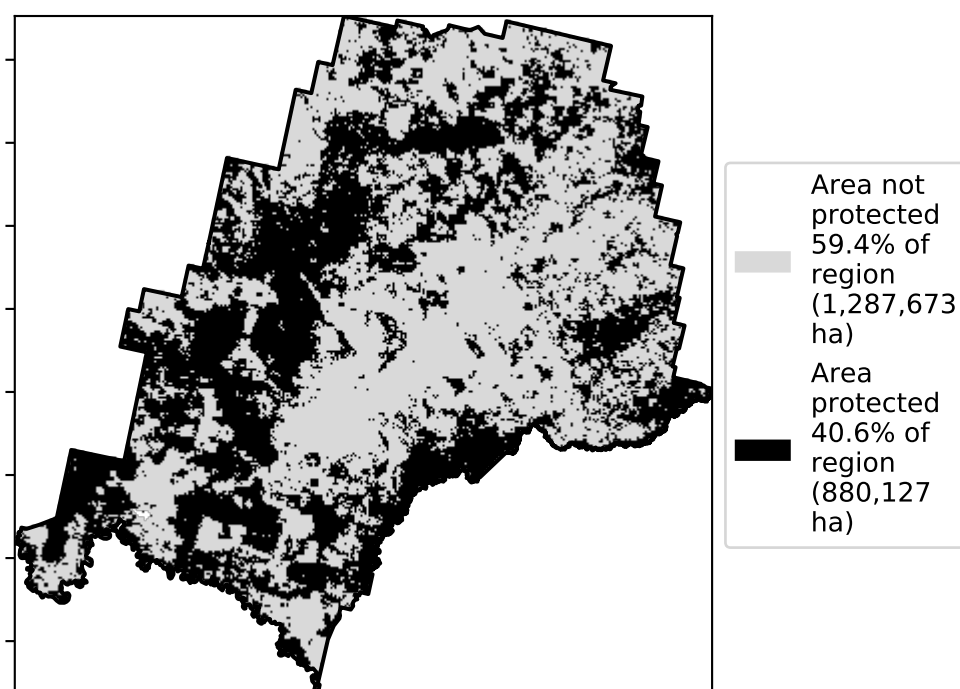 Area not
protected
59.4% of
region
(1,287,673
ha)
Area
protected
40.6% of
region
(880,127
ha)